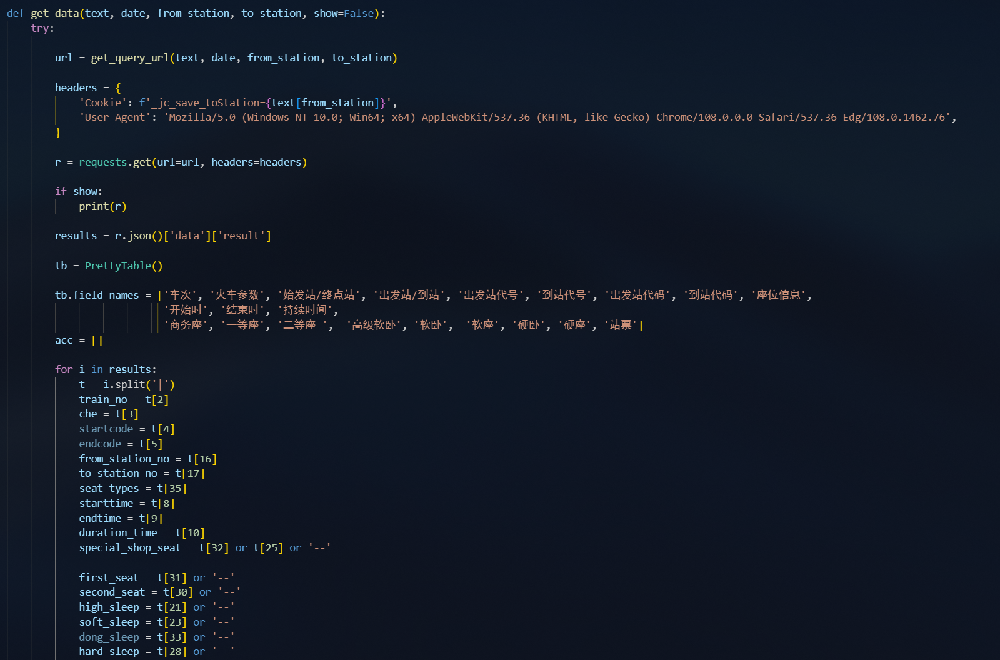 def get_data(text, date, from_station, to_station, show=False):
try:
url = get_query_url(text, date, from_station, to_station)
headers = {
'Cookie': f'_jc_save_toStation={text[from_station]}',
'User-Agent': 'Mozilla/5.0 (Windows NT 10.0; Win64; x64) AppleWebKit/537.36 (KHTML, like Gecko) Chrome/108.0.0.0 Safari/537.36 Edg/108.0.1462.76',
}
r = requests.get(url=url, headers=headers)
if show:
print(r)
results = r.json()['data']['result']
tb = PrettyTable()
tb.field_names = ['车次', '火车参数', '始发站/终点站', '出发站/到站', '出发站代号', '到站代号', '出发站代码', '到站代码', '座位信息',
'开始时', '结束时', '持续时间',
'商务座', '一等座', '二等座 ',  '高级软卧', '软卧',  '软座', '硬卧', '硬座', '站票']
acc = []
for i in results:
t = i.split('|')
train_no = t[2]
che = t[3]
startcode = t[4]
endcode = t[5]
from_station_no = t[16]
to_station_no = t[17]
seat_types = t[35]
starttime = t[8]
endtime = t[9]
duration_time = t[10]
special_shop_seat = t[32] or t[25] or '--'
first_seat = t[31] or '--'
second_seat = t[30] or '--'
high_sleep = t[21] or '--'
soft_sleep = t[23] or '--'
dong_sleep = t[33] or '--'
hard_sleep = t[28] or '--'